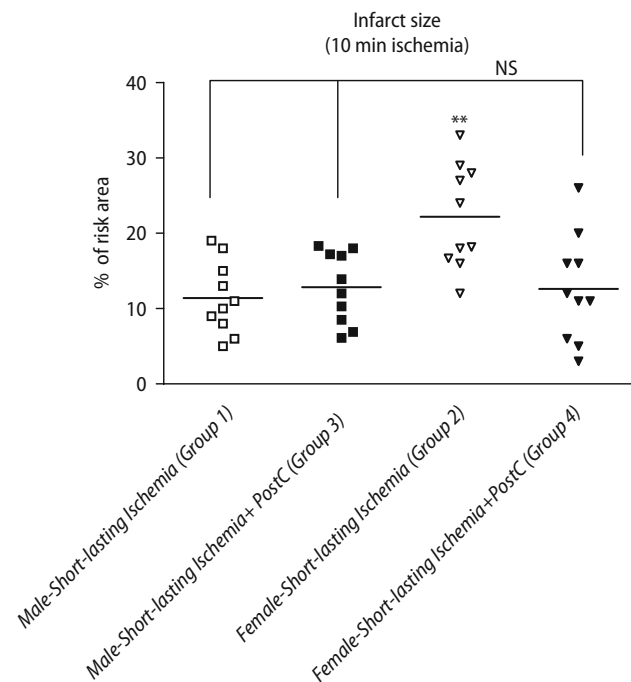 Infarct size
(10 min ischemia)
NS
40
30
20
10
0
% of risk area
**
Male-Short-lasting Ischemia (Group 1)
Male-Short-lasting Ischemia+ PostC (Group 3)
Female-Short-lasting Ischemia (Group 2)
Female-Short-lasting Ischemia+PostC (Group 4)